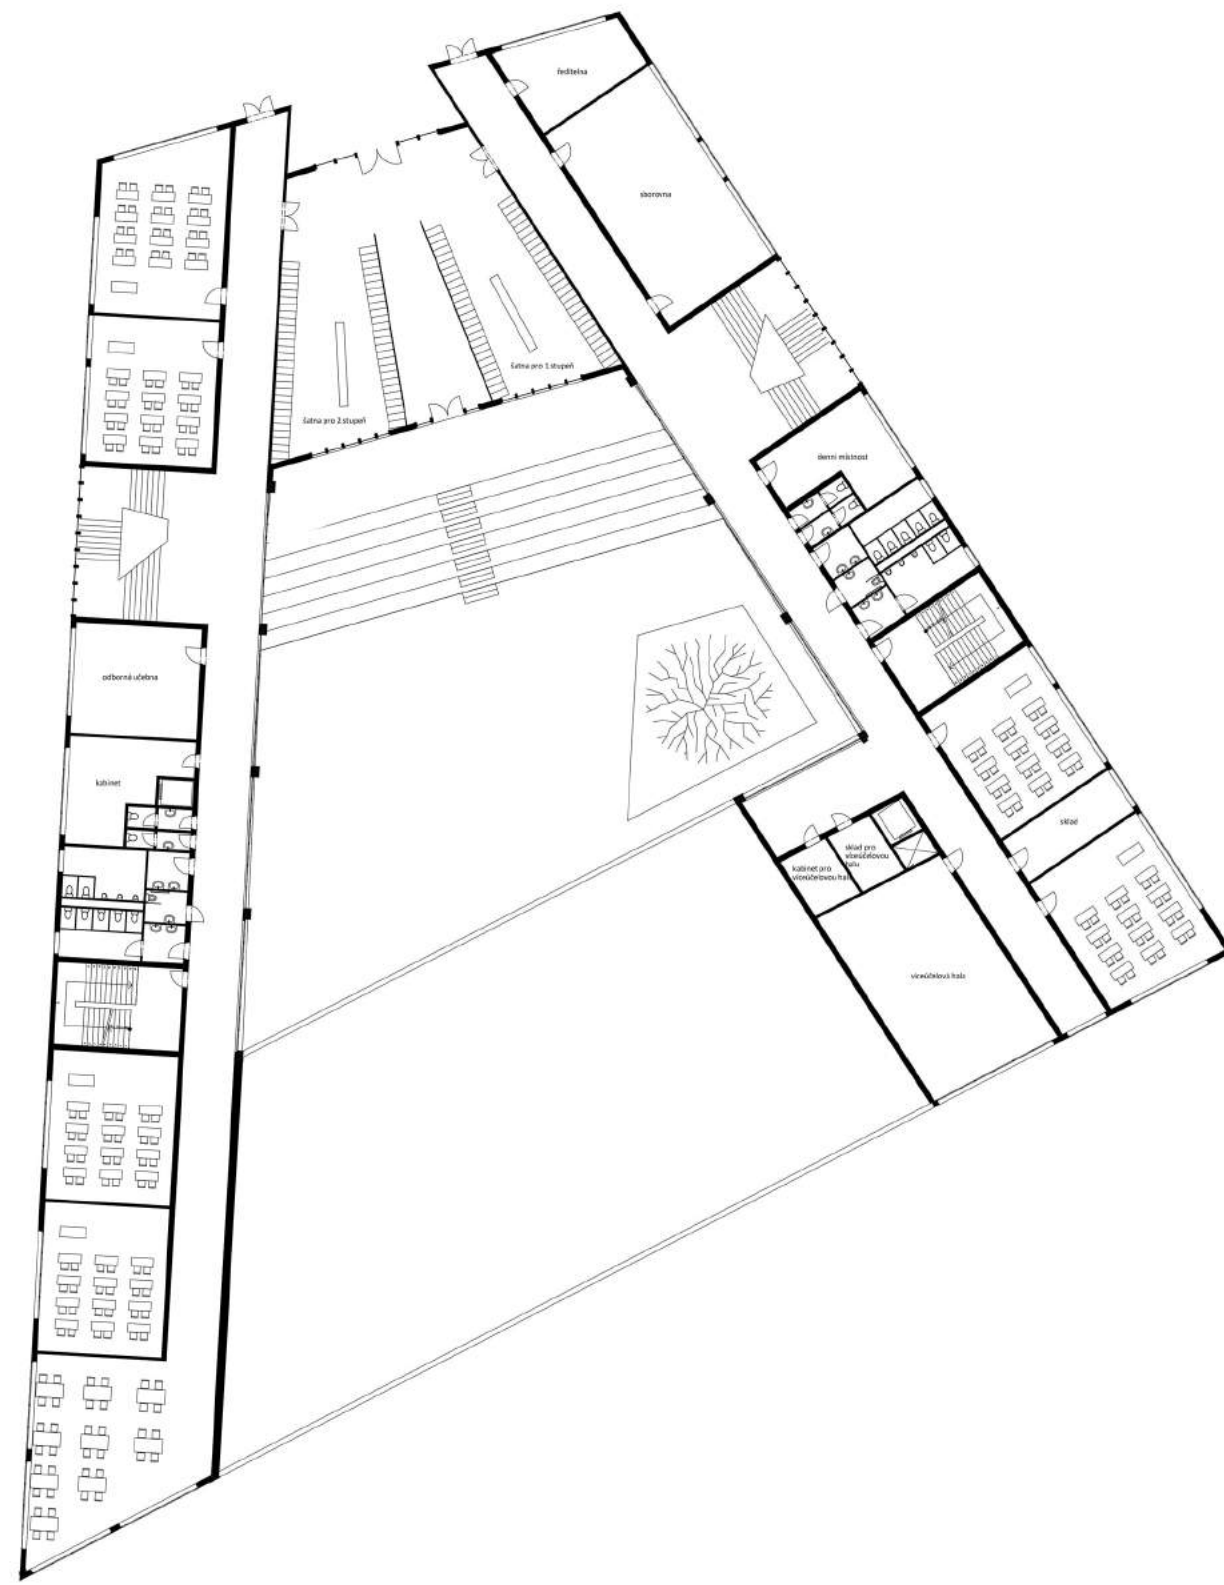 ředitelna
sborovna
šatna pro 1.stupeň
šatna pro 2.stupeň
denní místnost
odborná učebna
kabinet
sklad
sklad pro
víceúčelovou
halu
kabinet pro
víceúčelovou halu
víceúčelová hala